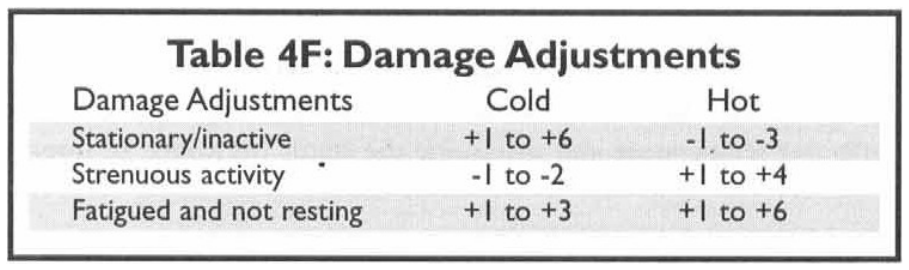 Table 4F: Damage Adjustments
Damage Adjustments Cold Hot
Stationary/inactive +1 to +6 -1 to -3
Strenuous activity -1 to -2 +1 to +4
Fatigued and not resting +1 to +3 +1 to +6